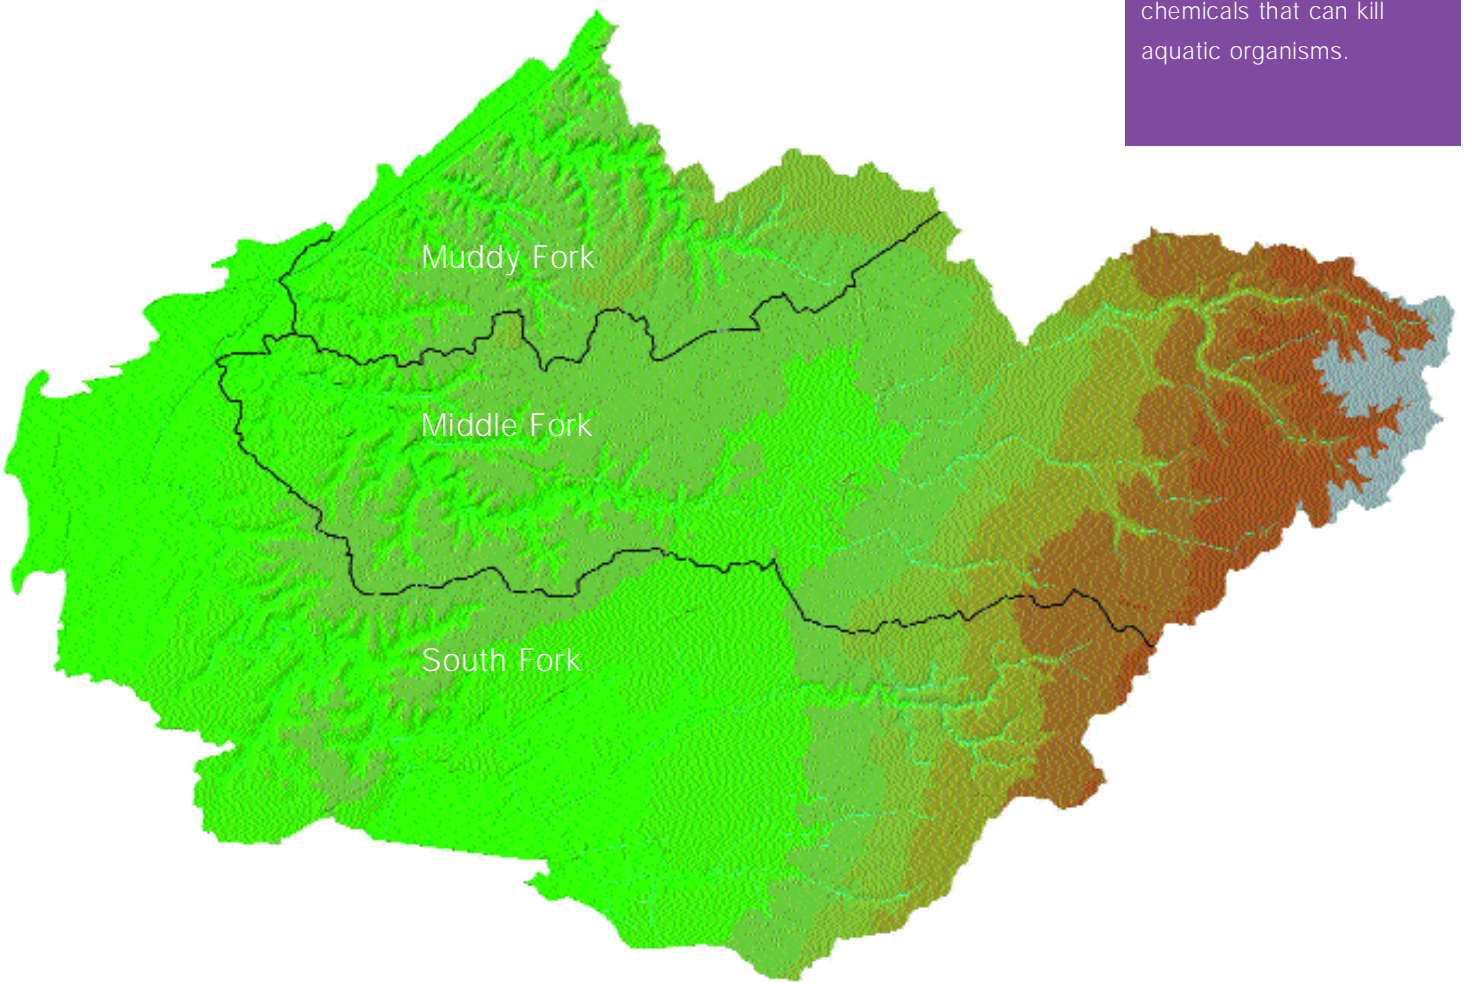 chemicals that can kill
aquatic organisms.
Muddy Fork
Middle Fork
South Fork